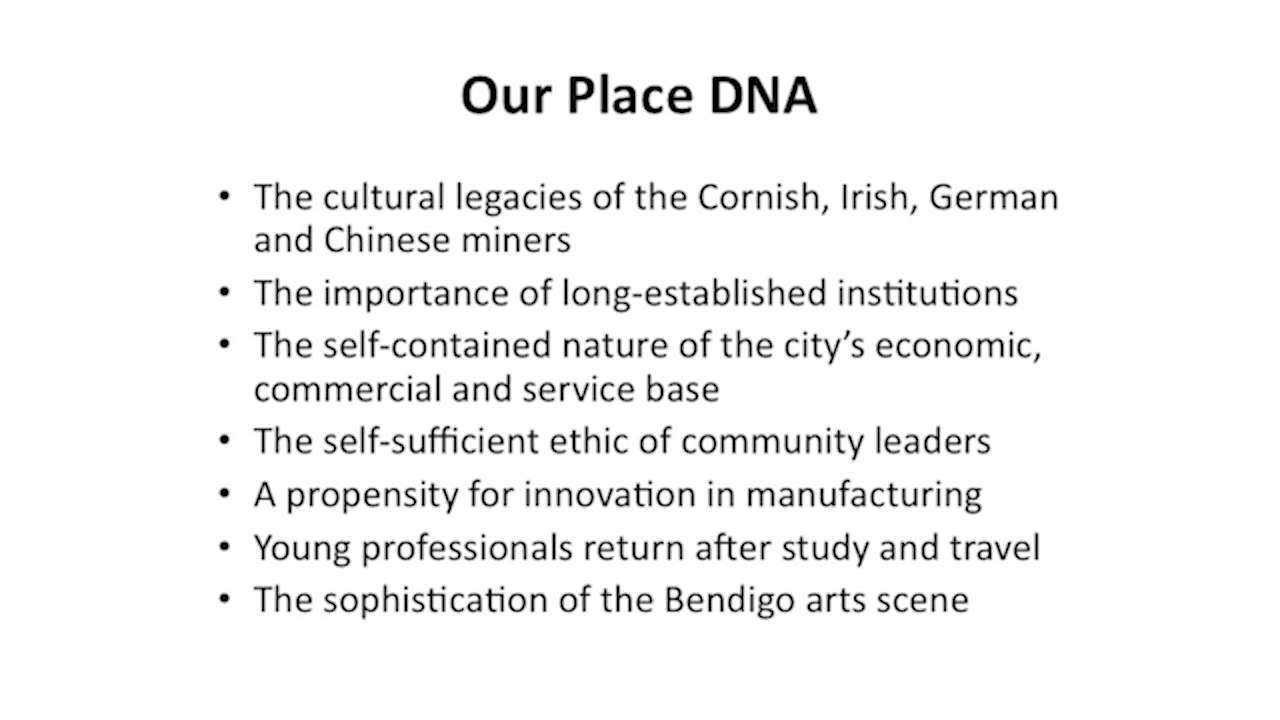 Our Place DNA
• The cultural legacies of the Cornish, Irish, German
and Chinese miners
• The importance of long-established institutions
• The self-contained nature of the city’s economic,
commercial and service base
• The self-sufficient ethic of community leaders
• A propensity for innovation in manufacturing
• Young professionals return after study and travel
• The sophistication of the Bendigo arts scene